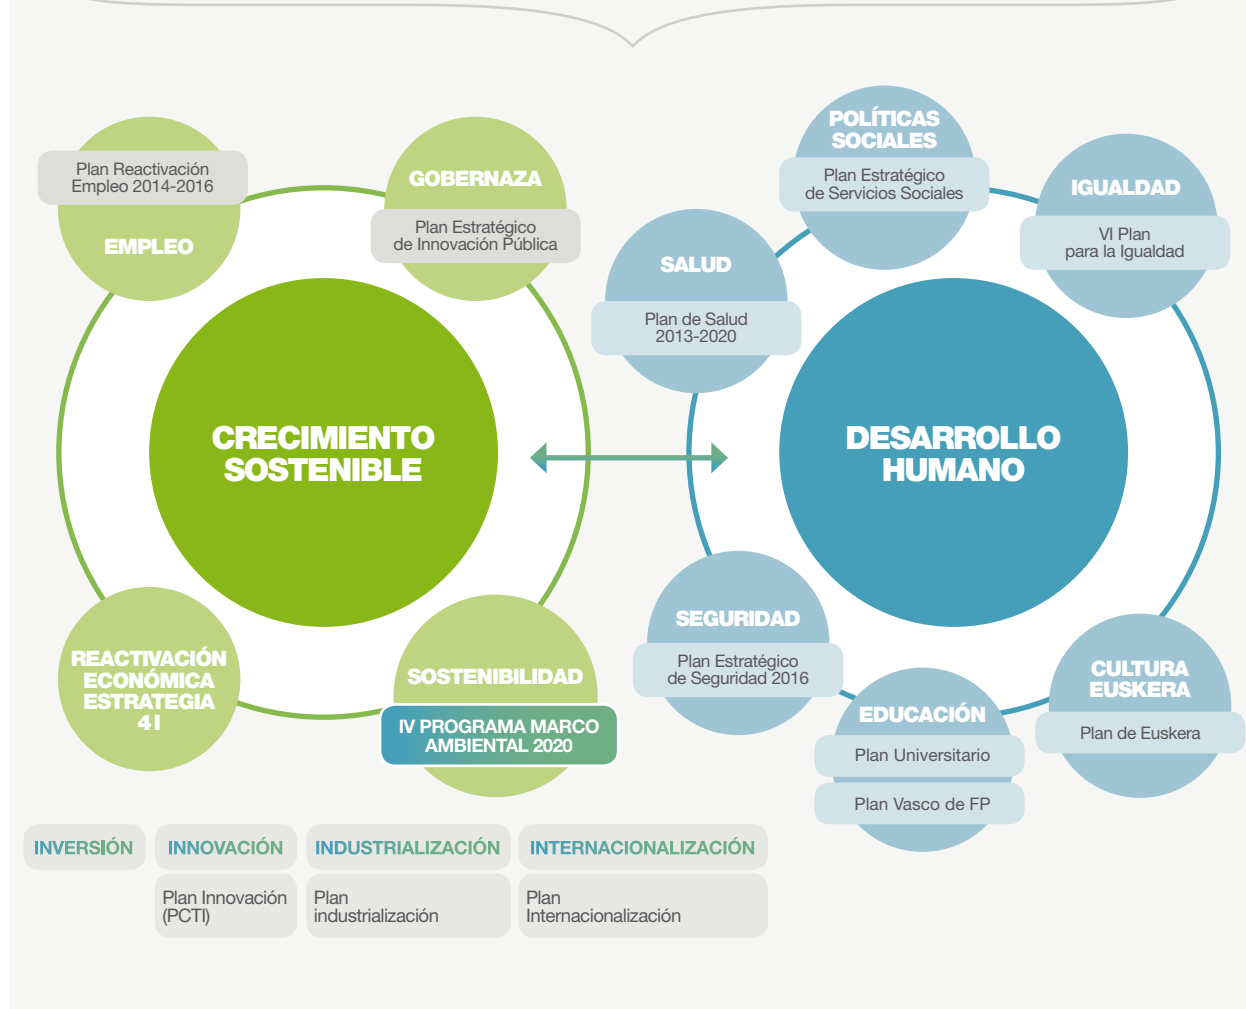 Plan Reactivación
Empleo 2014-2016
EMPLEO
GOBERNAZA
Plan Estratégico
de Innovación Pública
CRECIMIENTO
SOSTENIBLE
REACTIVACIÓN
ECONÓMICA
ESTRATEGIA
4 I
SOSTENIBILIDAD
IV PROGRAMA MARCO
AMBIENTAL 2020
POLÍTICAS
SOCIALES
Plan Estratégico
de Servicios Sociales
IGUALDAD
VI Plan
para la Igualdad
SALUD
Plan de Salud
2013-2020
DESARROLLO
HUMANO
SEGURIDAD
Plan Estratégico
de Seguridad 2016
EDUCACIÓN
Plan Universitario
Plan Vasco de FP
CULTURA
EUSKERA
Plan de Euskera
INVERSIÓN
INNOVACIÓN
Plan Innovación
(PCTI)
INDUSTRIALIZACIÓN
Plan
industrialización
INTERNACIONALIZACIÓN
Plan
Internacionalización